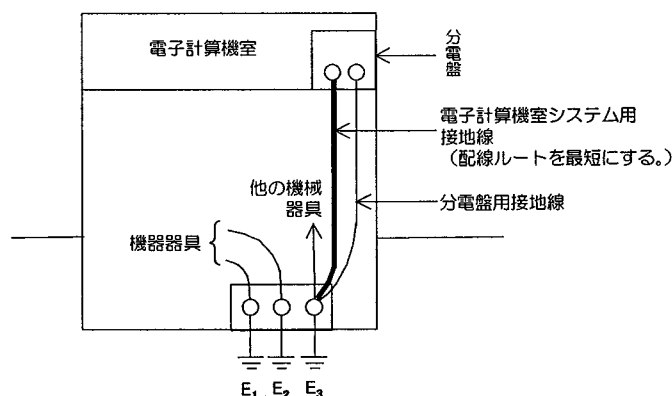 電子計算機室
分電盤
電子計算機室システム用
接地線
(配線ルートを最短にする。)
他の機械
器具
分電盤用接地線
機器器具
E₁ E₂ E₃